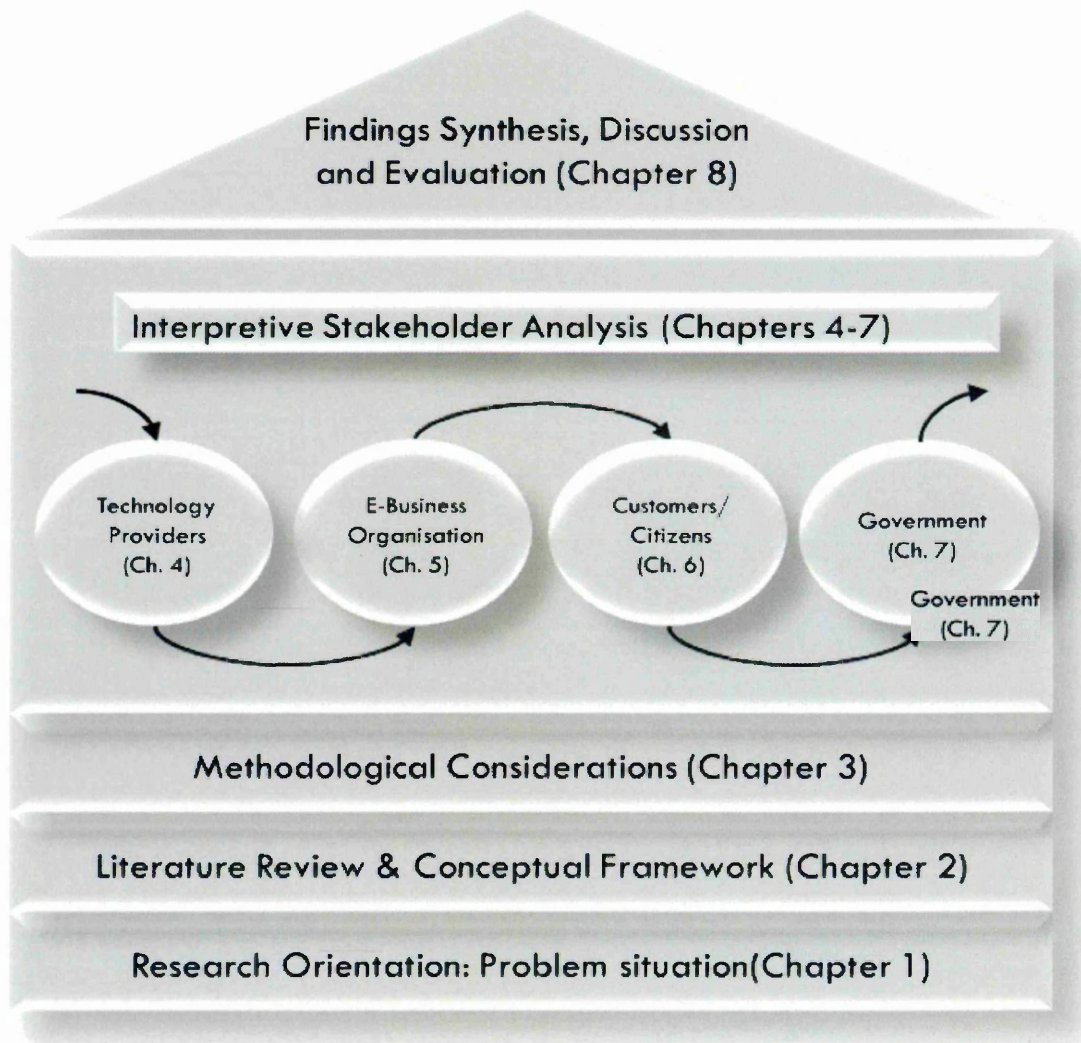 Findings Synthesis, Discussion
and Evaluation (Chapter 8)
Interpretive Stakeholder Analysis (Chapters 4-7)
Technology
Providers
(Ch. 4)
E-Business
Organisation
(Ch. 5)
Customers/
Citizens
(Ch. 6)
Government
(Ch. 7)
Government
(Ch. 7)
Methodological Considerations (Chapter 3)
Literature Review & Conceptual Framework (Chapter 2)
Research Orientation: Problem situation(Chapter 1)